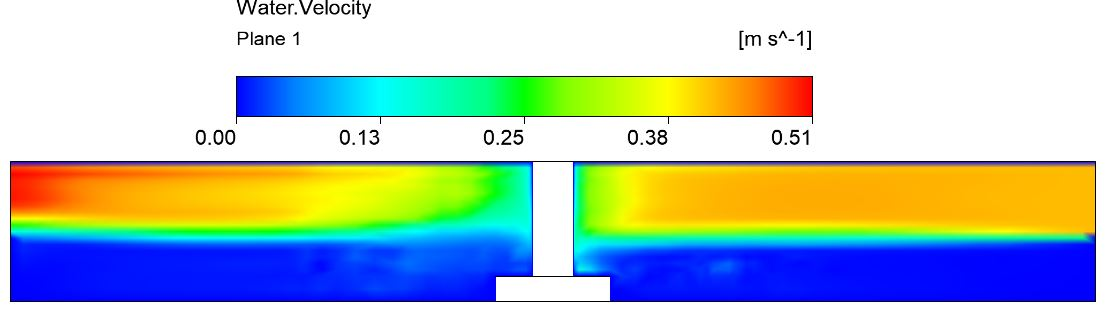 Water.Velocity
Plane 1 [m s^-1]
0.00 0.13 0.25 0.38 0.51